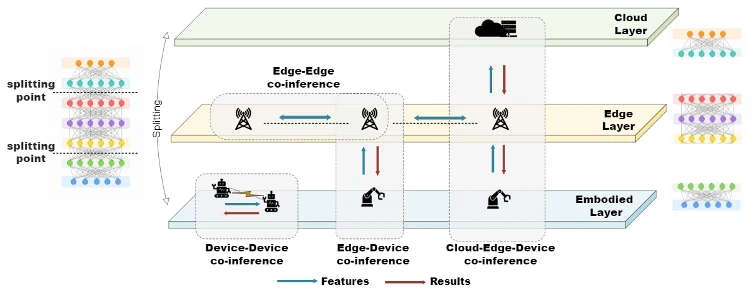 Cloud
Layer
Edge-Edge
co-inference
splitting
point
Splitting
Edge
Layer
splitting
point
Embodied
Layer
Device-Device
co-inference
Edge-Device
co-inference
Cloud-Edge-Device
co-inference
Features
Results